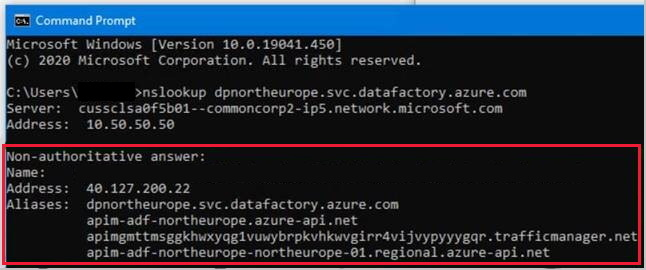 Command Prompt
Microsoft Windows [Version 10.0.19041.450]
(c) 2020 Microsoft Corporation. All rights reserved.
C:\Users\ >nslookup dpnortheurope.svc.datafactory.azure.com
Server: cussclsa0f5b01--commoncorp2-ip5.network.microsoft.com
Address: 10.50.50.50
Non-authoritative answer:
Name:
Address: 40.127.200.22
Aliases: dpnortheurope.svc.datafactory.azure.com
apim-adf-northeurope.azure-api.net
apimgmttmsggkhwxyqg1vuwybrpkvhkwvgirr4vijvypyyygqr.trafficmanager.net
apim-adf-northeurope-northeurope-01.regional.azure-api.net